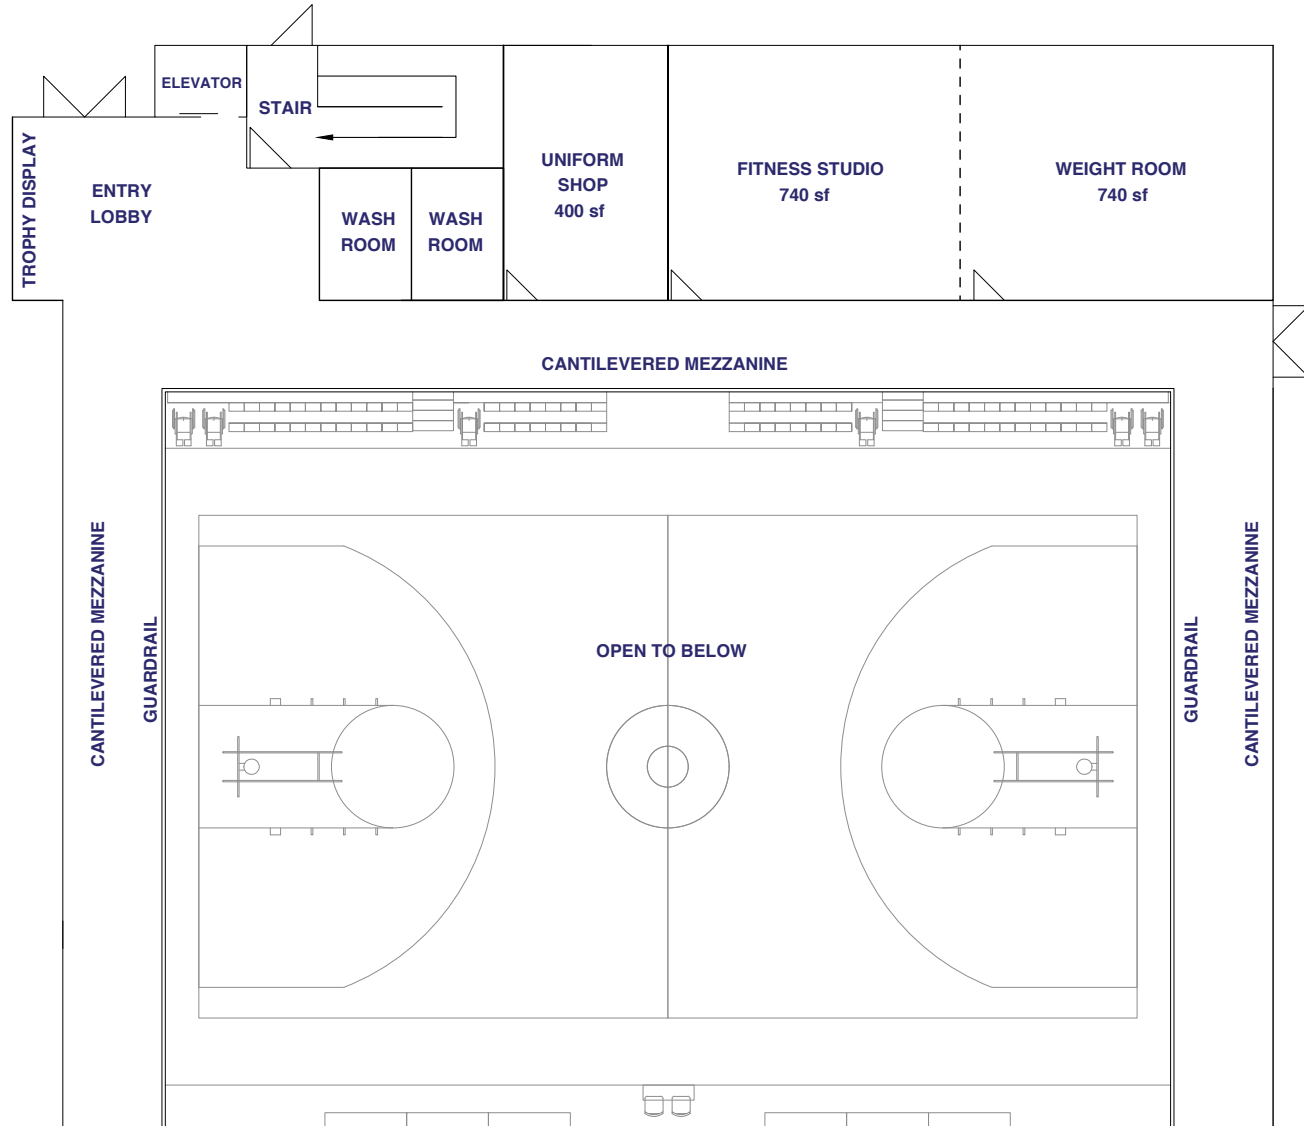 ELEVATOR
STAIR
TROPHY DISPLAY
ENTRY
LOBBY
WASH
ROOM
WASH
ROOM
UNIFORM
SHOP
400 sf
FITNESS STUDIO
740 sf
WEIGHT ROOM
740 sf
CANTILEVERED MEZZANINE
CANTILEVERED MEZZANINE
GUARDRAIL
OPEN TO BELOW
GUARDRAIL
CANTILEVERED MEZZANINE